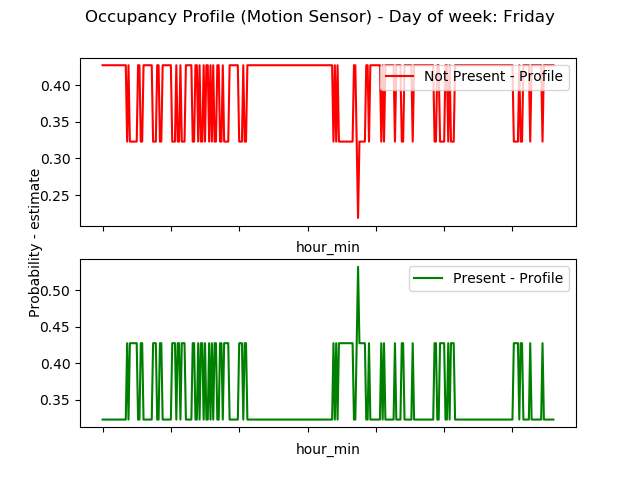 Occupancy Profile (Motion Sensor) - Day of week: Friday
Not Present - Profile
0.40
0.35
0.30
0.25
hour_min
Probability - estimate
Present - Profile
0.50
0.45
0.40
0.35
hour_min